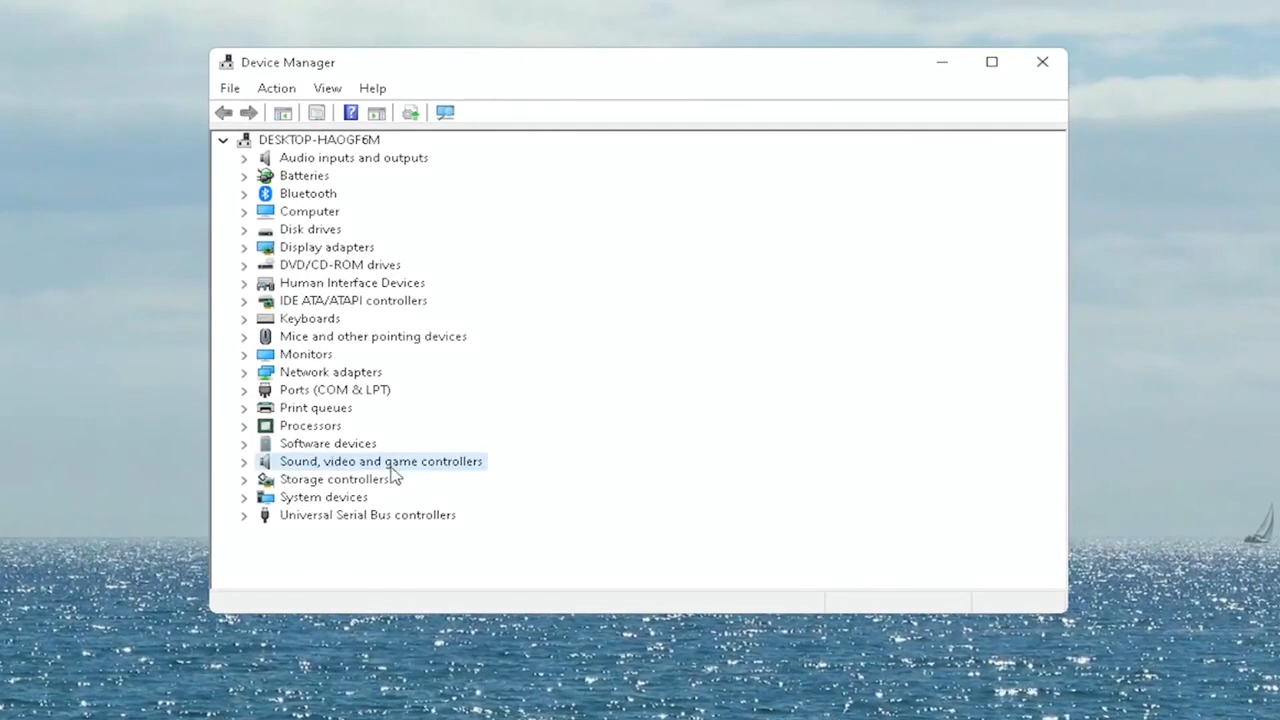 Device Manager
File Action View Help
DESKTOP-HAOGF6M
Audio inputs and outputs
Batteries
Bluetooth
Computer
Disk drives
Display adapters
DVD/CD-ROM drives
Human Interface Devices
IDE ATA/ATAPI controllers
Keyboards
Mice and other pointing devices
Monitors
Network adapters
Ports (COM & LPT)
Print queues
Processors
Software devices
Sound, video and game controllers
Storage controllers
System devices
Universal Serial Bus controllers